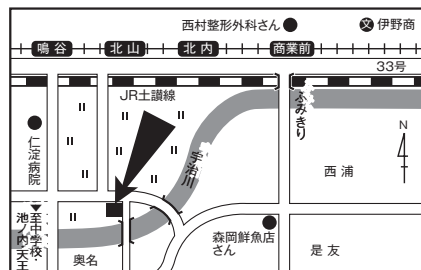 西村整形外科さん
文 伊野商
鳴谷
北山
北内
商業前
33号
JR土讃線
ふみきり
N
仁淀病院
宇治川
西浦
至中学校・
池ノ内・天王
奥名
森岡鮮魚店
さん
是友